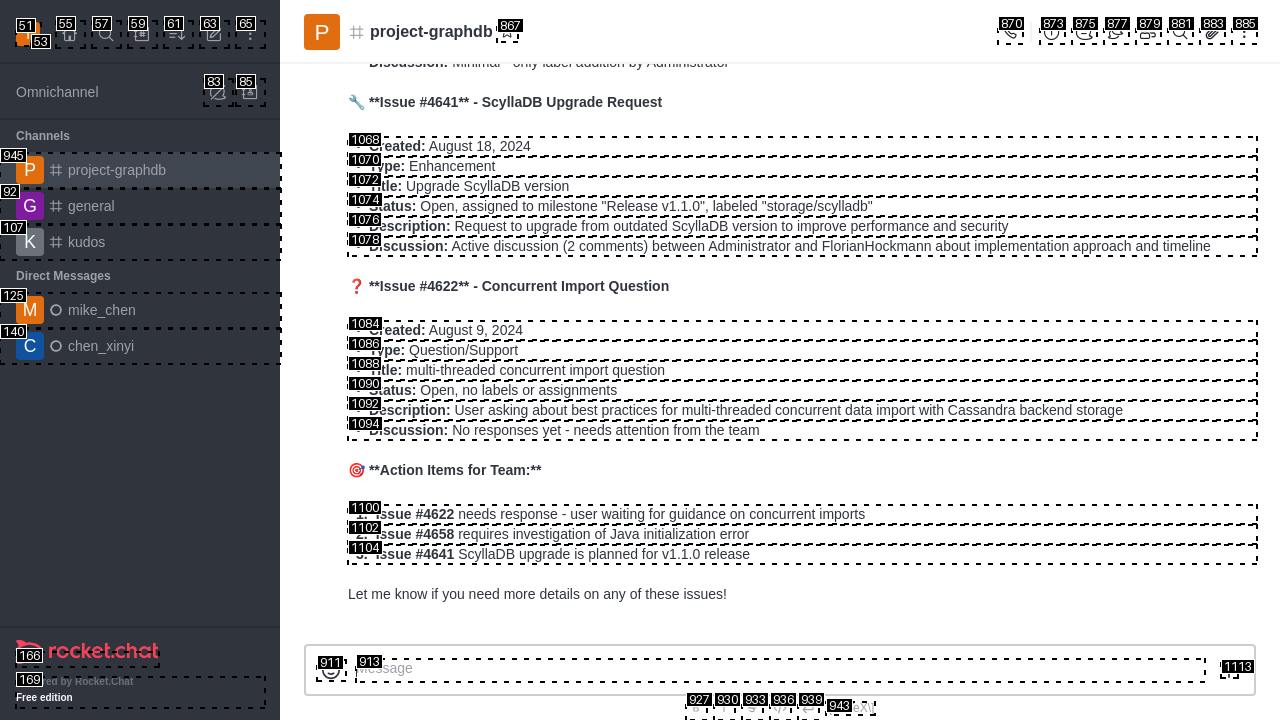 project-graphdb
Discussion: Minimal - only label addition by Administrator
Omnichannel
🔧 **Issue #4641** - ScyllaDB Upgrade Request
Channels
Created: August 18, 2024
Type: Enhancement
Title: Upgrade ScyllaDB version
Status: Open, assigned to milestone "Release v1.1.0", labeled "storage/scylladb"
Description: Request to upgrade from outdated ScyllaDB version to improve performance and security
Discussion: Active discussion (2 comments) between Administrator and FlorianHockmann about implementation approach and timeline
P project-graphdb
G general
K kudos
Direct Messages
M mike_chen
C chen_xinyi
❓ **Issue #4622** - Concurrent Import Question
Created: August 9, 2024
Type: Question/Support
Title: multi-threaded concurrent import question
Status: Open, no labels or assignments
Description: User asking about best practices for multi-threaded concurrent data import with Cassandra backend storage
Discussion: No responses yet - needs attention from the team
🎯 **Action Items for Team:**
1. Issue #4622 needs response - user waiting for guidance on concurrent imports
2. Issue #4658 requires investigation of Java initialization error
3. Issue #4641 ScyllaDB upgrade is planned for v1.1.0 release
Let me know if you need more details on any of these issues!
rocket.chat
Powered by Rocket.Chat
Free edition
Message
51
53
55
57
59
61
63
65
83
85
945
92
107
125
140
166
169
867
870
873
875
877
879
881
883
885
1068
1070
1072
1074
1076
1078
1084
1086
1088
1090
1092
1094
1100
1102
1104
911
913
1113
927
930
933
936
939
943